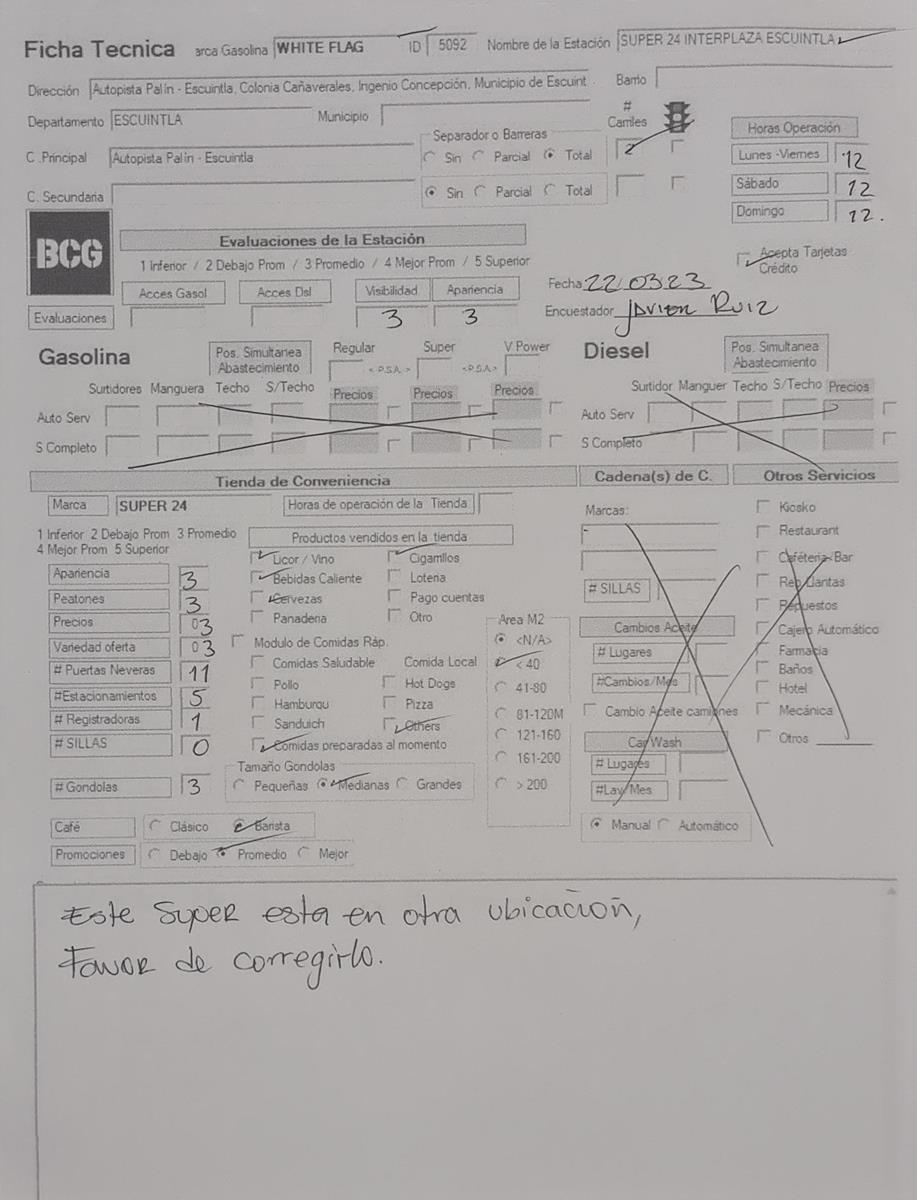 Ficha Tecnica arca Gasolina WHITE FLAG ID 5092 Nombre de la Estación SUPER 24 INTERPLAZA ESCUINTLA
Dirección Autopista Palín - Escuintla, Colonia Cañaverales, Ingenio Concepción, Municipio de Escuint Barrio
Departamento ESCUINTLA Municipio # Carriles
Separador o Barreras
C .Principal Autopista Palín - Escuintla Sin Parcial Total 2
C. Secundaria Sin Parcial Total
Horas Operación
Lunes -Viernes 12
Sábado 12
Domingo 12.
BCG
Evaluaciones de la Estación
1 Inferior / 2 Debajo Prom / 3 Promedio / 4 Mejor Prom / 5 Superior
Acces Gasol Acces Dsl Visibilidad Apariencia
Evaluaciones 3 3
Acepta Tarjetas
Crédito
Fecha 22.03.23
Encuestador Javier Ruiz
Gasolina Pos. Simultanea Abastecimiento Regular Super V Power
<.P.S.A.> <P.S.A.>
Surtidores Manguera Techo S/Techo Precios Precios Precios
Auto Serv
S Completo
Diesel Pos. Simultanea Abastecimiento
Surtidor Manguer Techo S/Techo Precios
Auto Serv
S Completo
Tienda de Conveniencia
Marca SUPER 24 Horas de operación de la Tienda
1 Inferior 2 Debajo Prom 3 Promedio
4 Mejor Prom 5 Superior
Apariencia 3
Peatones 3
Precios 03
Variedad oferta 03
# Puertas Neveras 11
#Estacionamientos 5
# Registradoras 1
# SILLAS 0
# Gondolas 3
Productos vendidos en la tienda
Licor / Vino Cigarrillos
Bebidas Caliente Loteria
Cervezas Pago cuentas
Panaderia Otro
Modulo de Comidas Ráp.
Comidas Saludable Comida Local
Pollo Hot Dogs
Hamburqu Pizza
Sanduich Others
Comidas preparadas al momento
Tamaño Gondolas
Pequeñas Medianas Grandes
Area M2
<N/A>
< 40
41-80
81-120M
121-160
161-200
> 200
Café Clásico Barista
Promociones Debajo Promedio Mejor
Cadena(s) de C.
Marcas:
# SILLAS
Cambios Aceite
# Lugares
#Cambios/Mes
Cambio Aceite camiones
Car Wash
# Lugares
#Lav/Mes
Manual Automático
Otros Servicios
Kiosko
Restaurant
Caféteria-Bar
Rep Llantas
Repuestos
Cajero Automático
Farmacia
Baños
Hotel
Mecánica
Otros
Este Super esta en otra ubicación,
Favor de corregirlo.